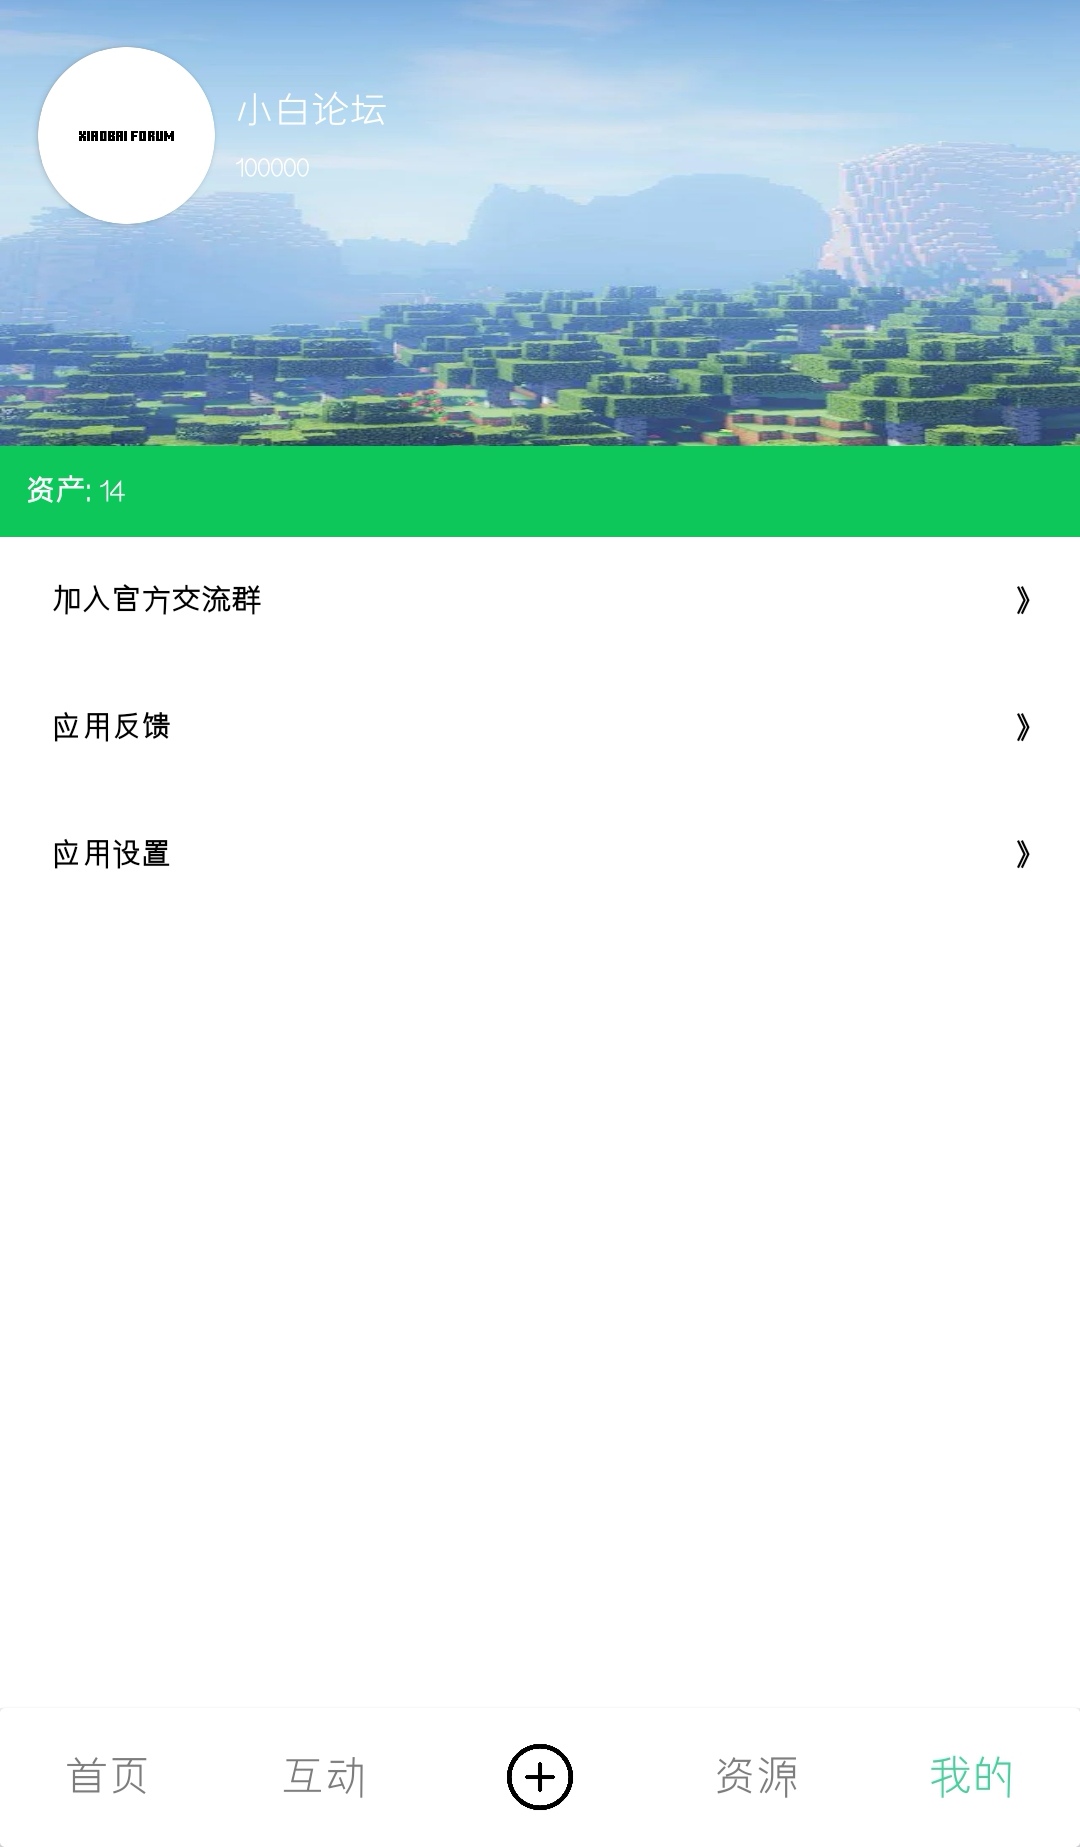 XIAOBAI FORUM
小白论坛
100000
资产: 14
加入官方交流群 》
应用反馈 》
应用设置 》
首页 互动 资源 我的